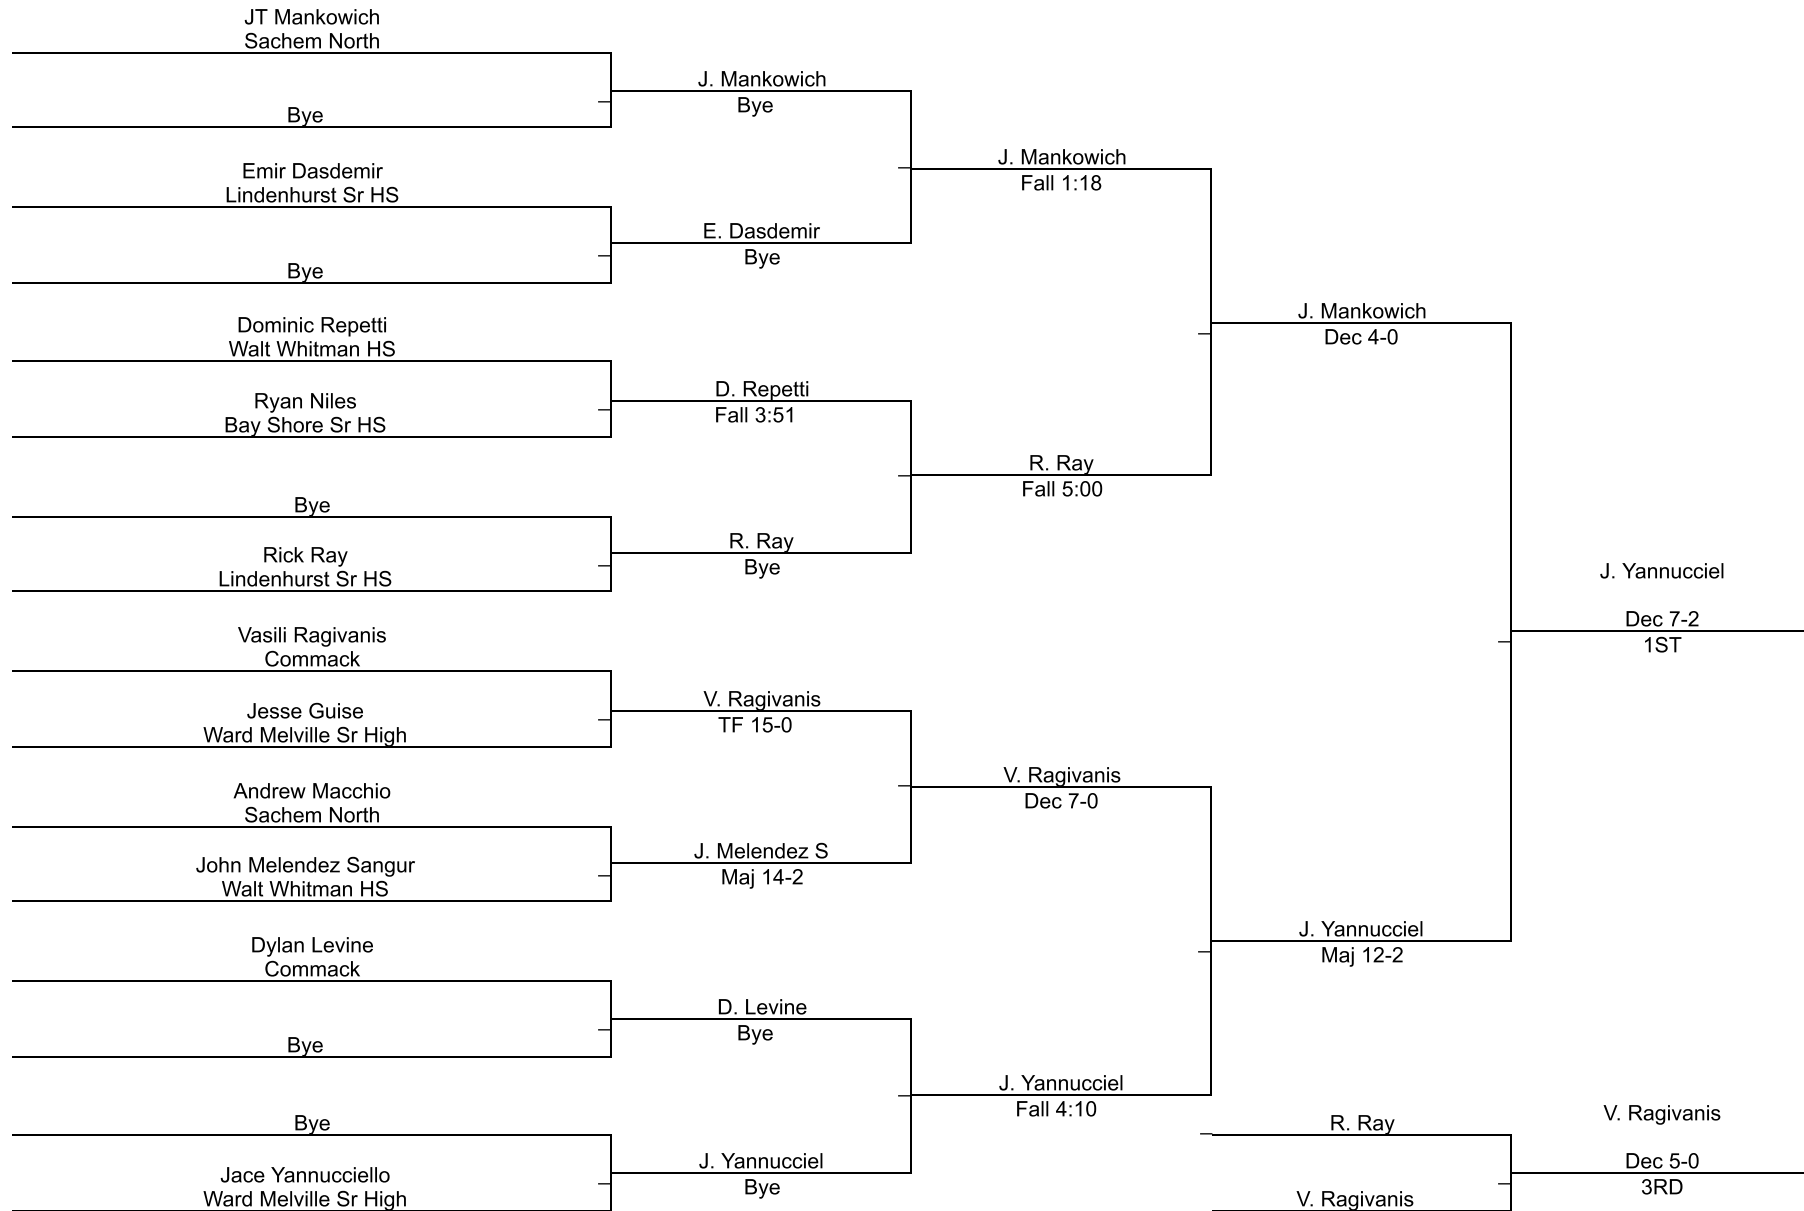 JT Mankowich
Sachem North
Bye
Emir Dasdemir
Lindenhurst Sr HS
Bye
Dominic Repetti
Walt Whitman HS
Ryan Niles
Bay Shore Sr HS
Bye
Rick Ray
Lindenhurst Sr HS
Vasili Ragivanis
Commack
Jesse Guise
Ward Melville Sr High
Andrew Macchio
Sachem North
John Melendez Sangur
Walt Whitman HS
Dylan Levine
Commack
Bye
Bye
Jace Yannucciello
Ward Melville Sr High
J. Mankowich
Bye
E. Dasdemir
Bye
D. Repetti
Fall 3:51
R. Ray
Bye
V. Ragivanis
TF 15-0
J. Melendez S
Maj 14-2
D. Levine
Bye
J. Yannucciel
Bye
J. Mankowich
Fall 1:18
R. Ray
Fall 5:00
V. Ragivanis
Dec 7-0
J. Yannucciel
Fall 4:10
J. Mankowich
Dec 4-0
J. Yannucciel
Maj 12-2
R. Ray
V. Ragivanis
J. Yannucciel
Dec 7-2
1ST
V. Ragivanis
Dec 5-0
3RD